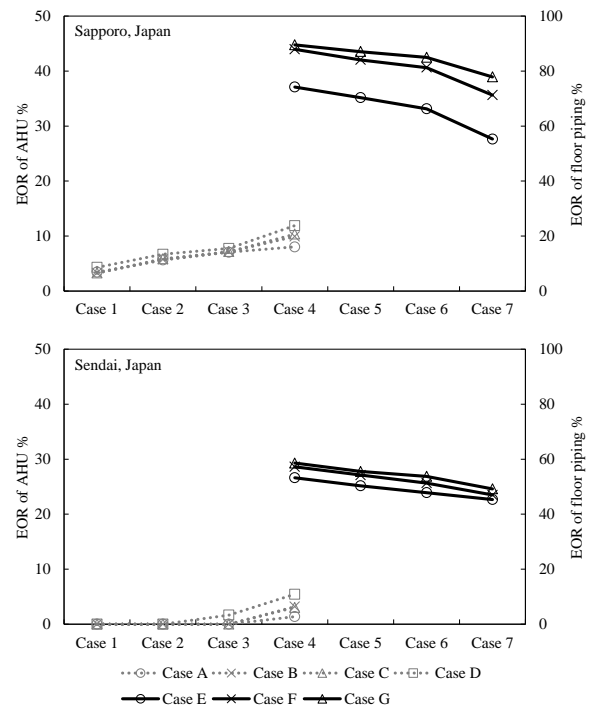 Sapporo, Japan
EOR of AHU %
50
40
30
20
10
0
EOR of floor piping %
100
80
60
40
20
0
Case 1 Case 2 Case 3 Case 4 Case 5 Case 6 Case 7
Sendai, Japan
EOR of AHU %
50
40
30
20
10
0
EOR of floor piping %
100
80
60
40
20
0
Case 1 Case 2 Case 3 Case 4 Case 5 Case 6 Case 7
Case A Case B Case C Case D
Case E Case F Case G